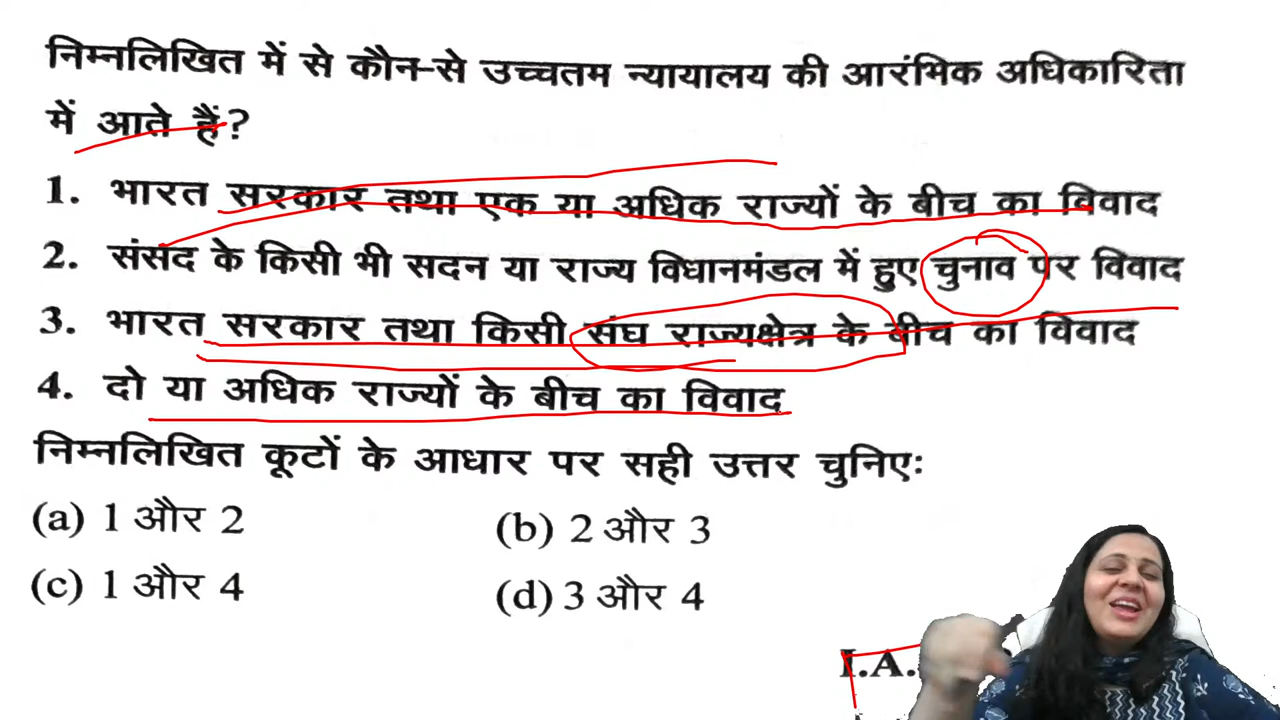 निम्नलिखित में से कौन-से उच्चतम न्यायालय की आरंभिक अधिकारिता
में आते हैं?
1. भारत सरकार तथा एक या अधिक राज्यों के बीच का विवाद
2. संसद के किसी भी सदन या राज्य विधानमंडल में हुए चुनाव पर विवाद
3. भारत सरकार तथा किसी संघ राज्यक्षेत्र के बीच का विवाद
4. दो या अधिक राज्यों के बीच का विवाद
निम्नलिखित कूटों के आधार पर सही उत्तर चुनिए:
(a) 1 और 2 (b) 2 और 3
(c) 1 और 4 (d) 3 और 4
I.A.